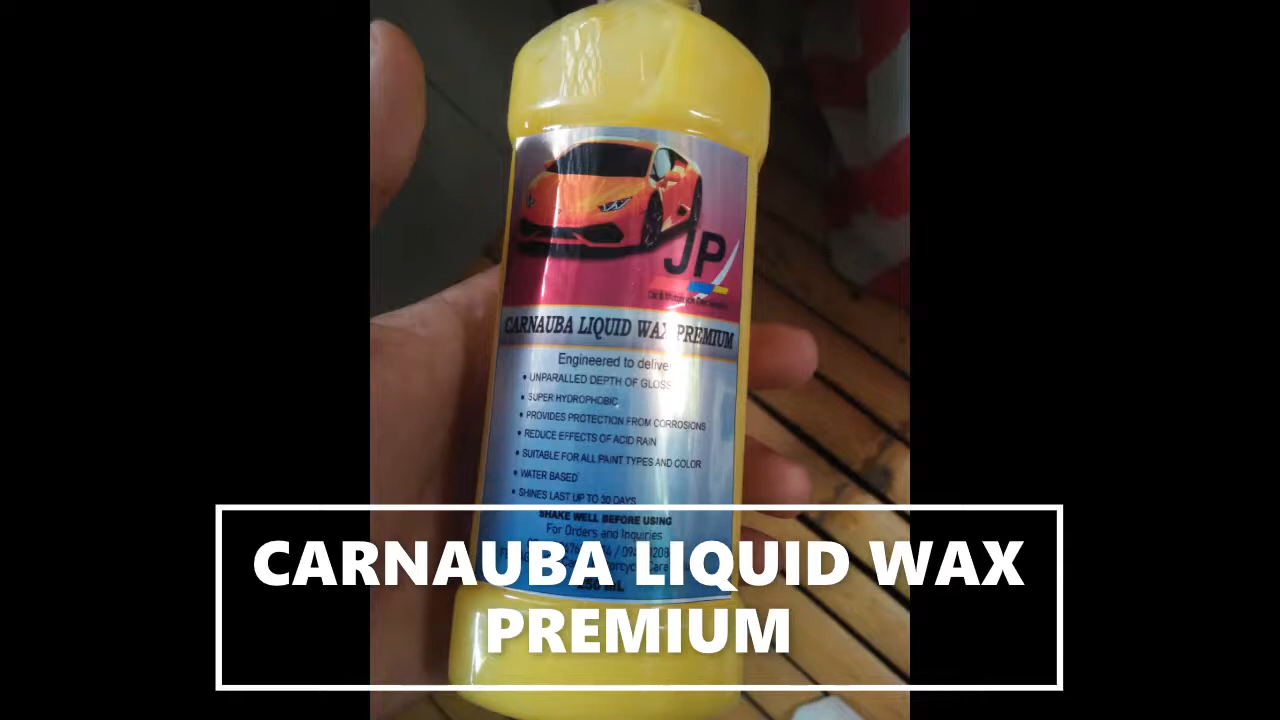 JP
CARNAUBA LIQUID WAX PREMIUM
Engineered to delive
• UNPARALLED DEPTH OF GLOSS
• SUPER HYDROPHOBIC
• PROVIDES PROTECTION FROM CORROSIONS
• REDUCE EFFECTS OF ACID RAIN
• SUITABLE FOR ALL PAINT TYPES AND COLOR
• WATER BASED
• SHINES LAST UP TO 30 DAYS
SHAKE WELL BEFORE USING
For Orders and Inquiries
CARNAUBA LIQUID WAX
PREMIUM